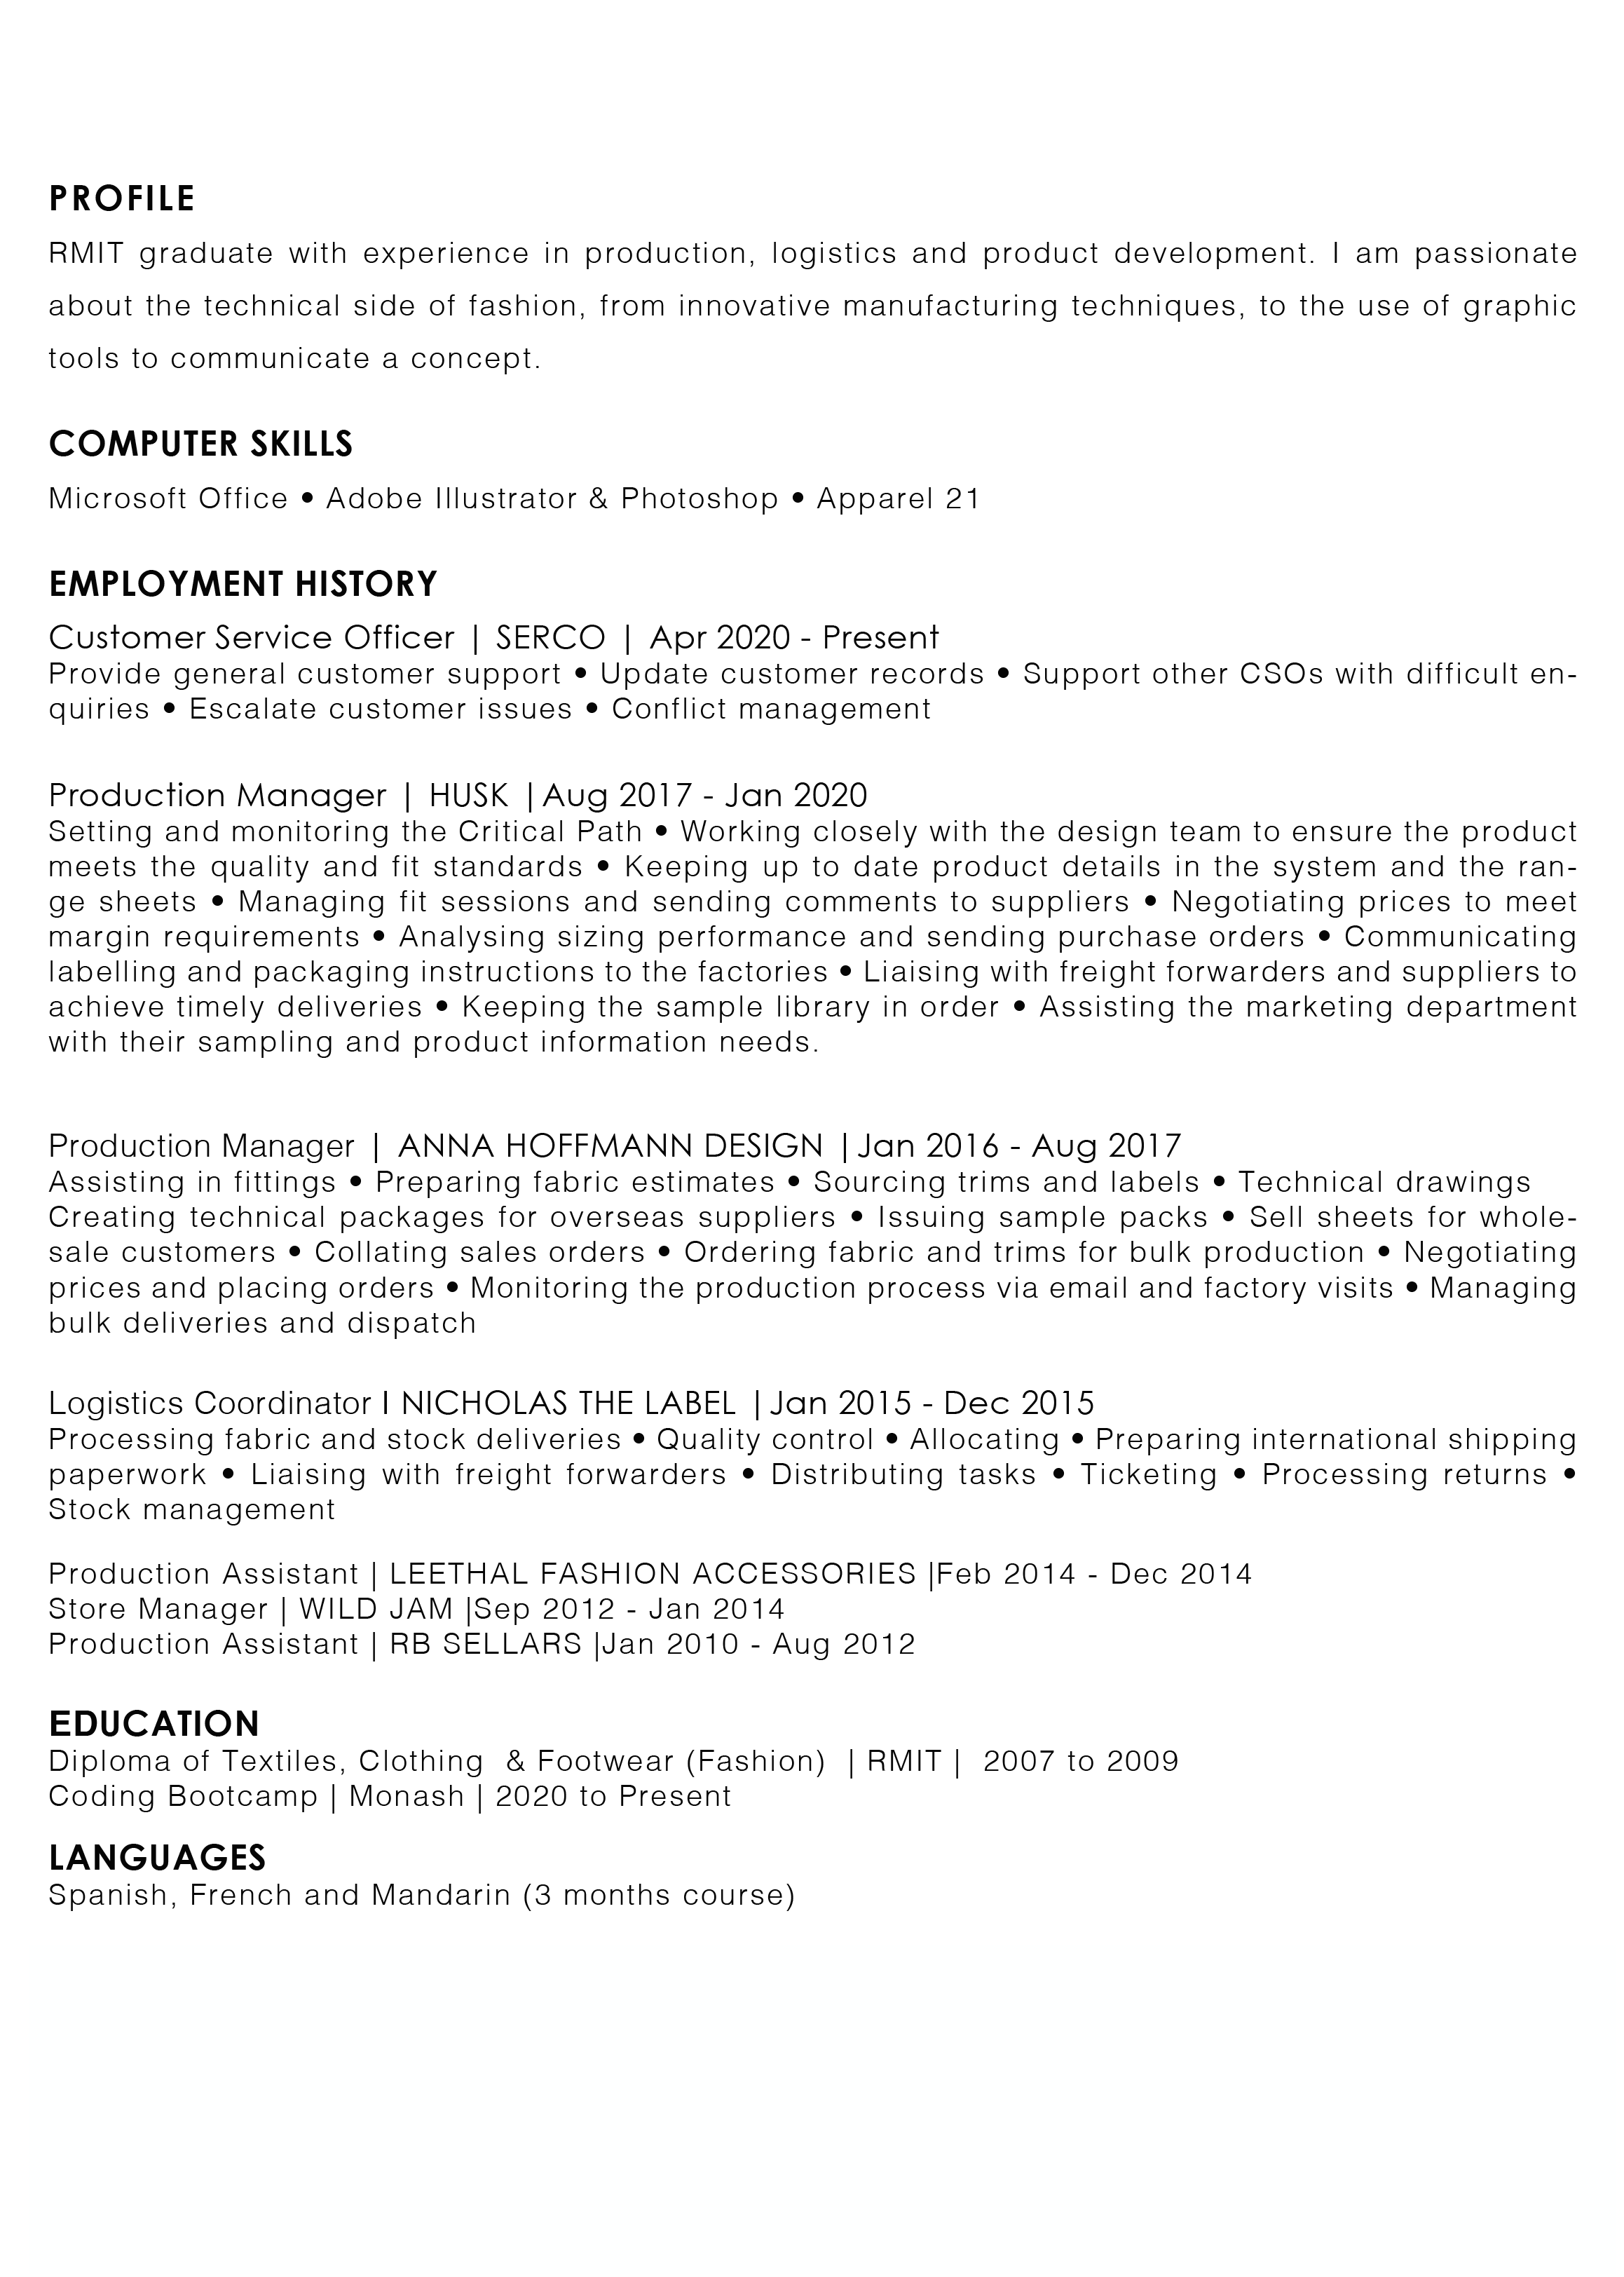 PROFILE
RMIT graduate with experience in production, logistics and product development. I am passionate
about the technical side of fashion, from innovative manufacturing techniques, to the use of graphic
tools to communicate a concept.
COMPUTER SKILLS
Microsoft Office • Adobe Illustrator & Photoshop • Apparel 21
EMPLOYMENT HISTORY
Customer Service Officer | SERCO | Apr 2020 - Present
Provide general customer support • Update customer records • Support other CSOs with difficult en-
quiries • Escalate customer issues • Conflict management
Production Manager | HUSK |Aug 2017 - Jan 2020
Setting and monitoring the Critical Path • Working closely with the design team to ensure the product
meets the quality and fit standards • Keeping up to date product details in the system and the ran-
ge sheets • Managing fit sessions and sending comments to suppliers • Negotiating prices to meet
margin requirements • Analysing sizing performance and sending purchase orders • Communicating
labelling and packaging instructions to the factories • Liaising with freight forwarders and suppliers to
achieve timely deliveries • Keeping the sample library in order • Assisting the marketing department
with their sampling and product information needs.
Production Manager | ANNA HOFFMANN DESIGN |Jan 2016 - Aug 2017
Assisting in fittings • Preparing fabric estimates • Sourcing trims and labels • Technical drawings
Creating technical packages for overseas suppliers • Issuing sample packs • Sell sheets for whole-
sale customers • Collating sales orders • Ordering fabric and trims for bulk production • Negotiating
prices and placing orders • Monitoring the production process via email and factory visits • Managing
bulk deliveries and dispatch
Logistics Coordinator I NICHOLAS THE LABEL |Jan 2015 - Dec 2015
Processing fabric and stock deliveries • Quality control • Allocating • Preparing international shipping
paperwork • Liaising with freight forwarders • Distributing tasks • Ticketing • Processing returns •
Stock management
Production Assistant | LEETHAL FASHION ACCESSORIES |Feb 2014 - Dec 2014
Store Manager | WILD JAM |Sep 2012 - Jan 2014
Production Assistant | RB SELLARS |Jan 2010 - Aug 2012
EDUCATION
Diploma of Textiles, Clothing  & Footwear (Fashion)  | RMIT |  2007 to 2009
Coding Bootcamp | Monash | 2020 to Present
LANGUAGES
Spanish, French and Mandarin (3 months course)